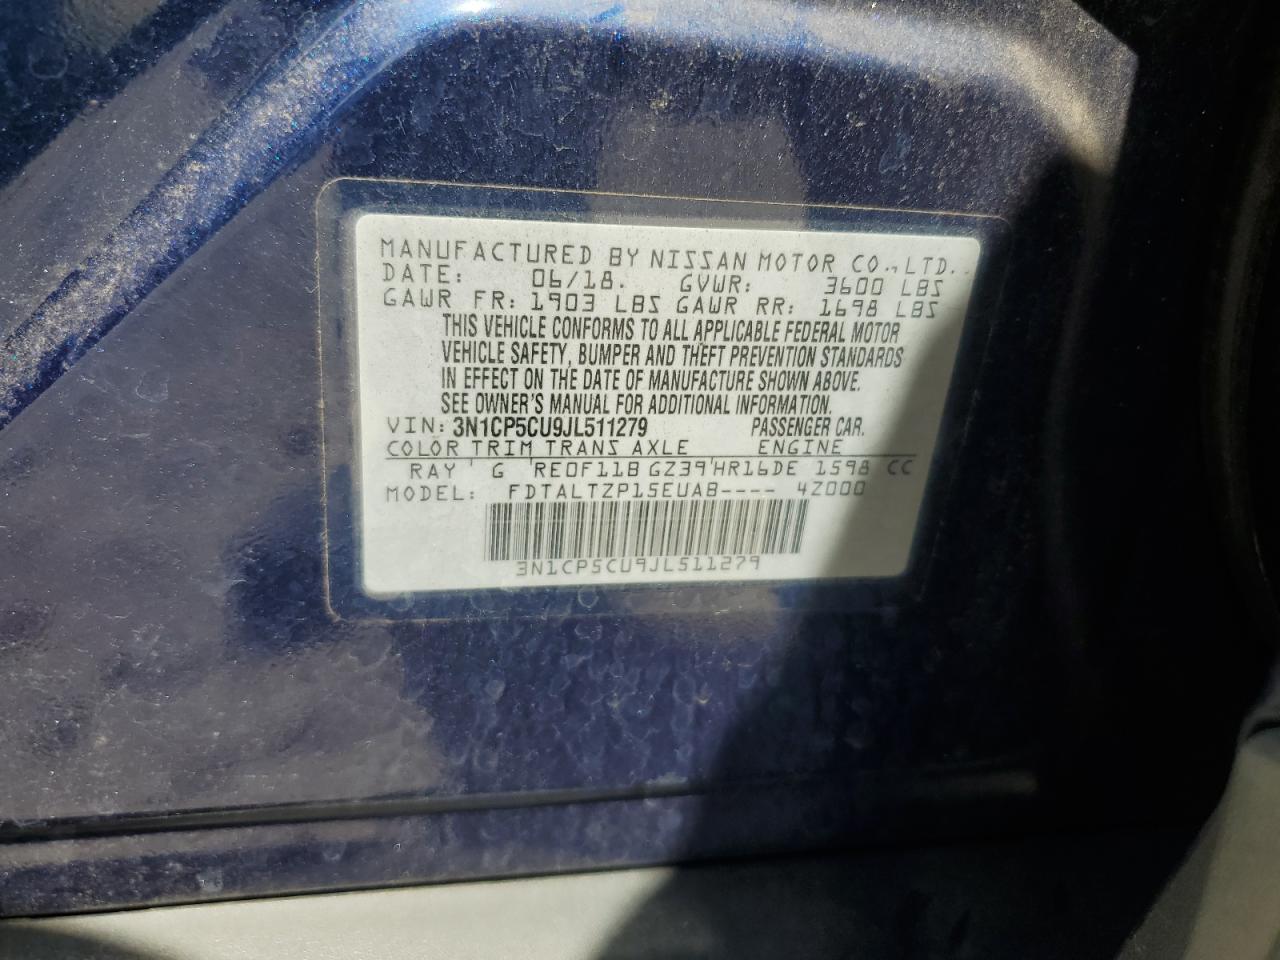 MANUFACTURED BY NISSAN MOTOR CO., LTD.
DATE: 06/18. GVWR: 3600 LBS
GAWR FR: 1903 LBS GAWR RR: 1698 LBS
THIS VEHICLE CONFORMS TO ALL APPLICABLE FEDERAL MOTOR
VEHICLE SAFETY, BUMPER AND THEFT PREVENTION STANDARDS
IN EFFECT ON THE DATE OF MANUFACTURE SHOWN ABOVE.
SEE OWNER'S MANUAL FOR ADDITIONAL INFORMATION.
VIN: 3N1CP5CU9JL511279 PASSENGER CAR.
COLOR TRIM TRANS AXLE ENGINE
RAY G RE0F11B GZ39 HR16DE 1598 CC
MODEL: FDTALTZP15EUAB---- 4Z000
3N1CP5CU9JL511279